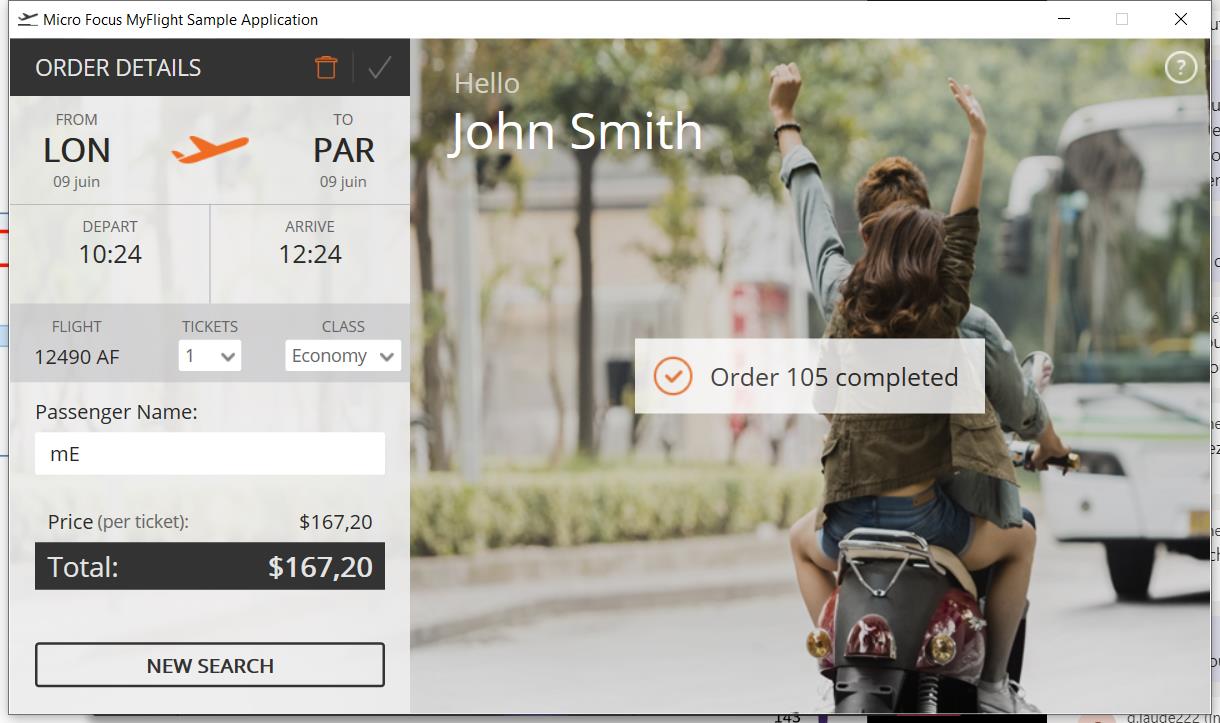 Micro Focus MyFlight Sample Application
ORDER DETAILS
FROM
LON
09 juin
TO
PAR
09 juin
DEPART
10:24
ARRIVE
12:24
FLIGHT
12490 AF
TICKETS
1
CLASS
Economy
Passenger Name:
mE
Price (per ticket): $167,20
Total: $167,20
NEW SEARCH
Hello
John Smith
?
Order 105 completed
143